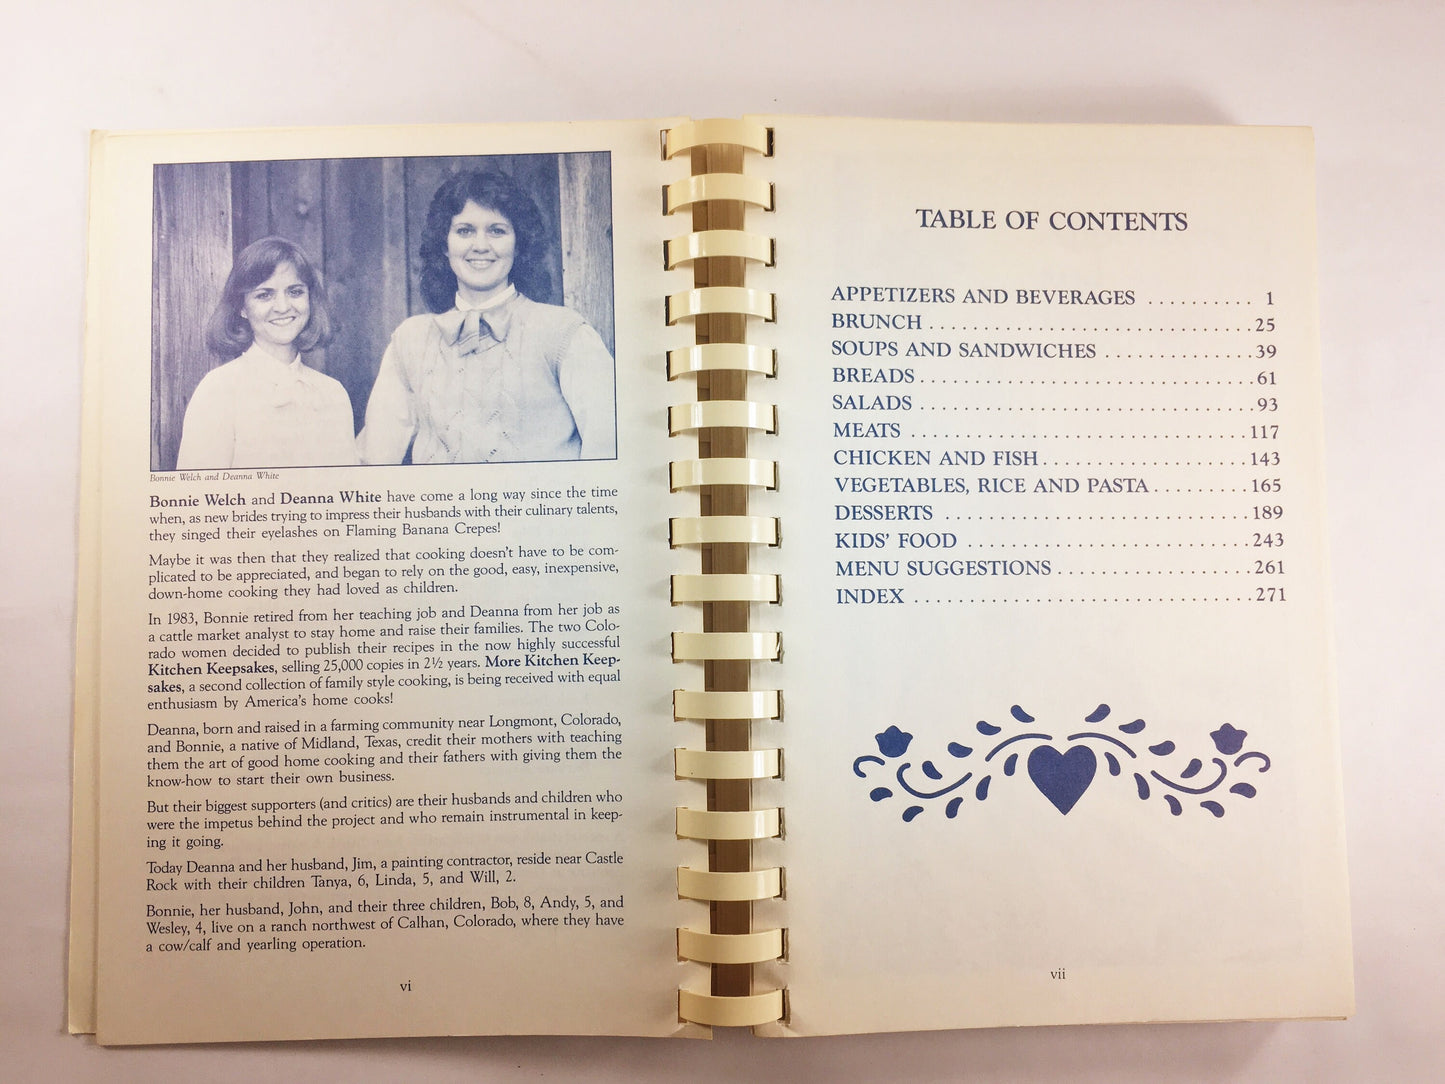 Bonnie Welch and Deanna White
Bonnie Welch and Deanna White have come a long way since the time
when, as new brides trying to impress their husbands with their culinary talents,
they singed their eyelashes on Flaming Banana Crepes!
Maybe it was then that they realized that cooking doesn't have to be com-
plicated to be appreciated, and began to rely on the good, easy, inexpensive,
down-home cooking they had loved as children.
In 1983, Bonnie retired from her teaching job and Deanna from her job as
a cattle market analyst to stay home and raise their families. The two Colo-
rado women decided to publish their recipes in the now highly successful
Kitchen Keepsakes, selling 25,000 copies in 2½ years. More Kitchen Keep-
sakes, a second collection of family style cooking, is being received with equal
enthusiasm by America's home cooks!
Deanna, born and raised in a farming community near Longmont, Colorado,
and Bonnie, a native of Midland, Texas, credit their mothers with teaching
them the art of good home cooking and their fathers with giving them the
know-how to start their own business.
But their biggest supporters (and critics) are their husbands and children who
were the impetus behind the project and who remain instrumental in keep-
ing it going.
Today Deanna and her husband, Jim, a painting contractor, reside near Castle
Rock with their children Tanya, 6, Linda, 5, and Will, 2.
Bonnie, her husband, John, and their three children, Bob, 8, Andy, 5, and
Wesley, 4, live on a ranch northwest of Calhan, Colorado, where they have
a cow/calf and yearling operation.
vi
TABLE OF CONTENTS
APPETIZERS AND BEVERAGES .......... 1
BRUNCH .............................. 25
SOUPS AND SANDWICHES .............. 39
BREADS ............................... 61
SALADS ............................... 93
MEATS ............................... 117
CHICKEN AND FISH ................... 143
VEGETABLES, RICE AND PASTA ......... 165
DESSERTS ............................ 189
KIDS' FOOD .......................... 243
MENU SUGGESTIONS .................. 261
INDEX ............................... 271
vii